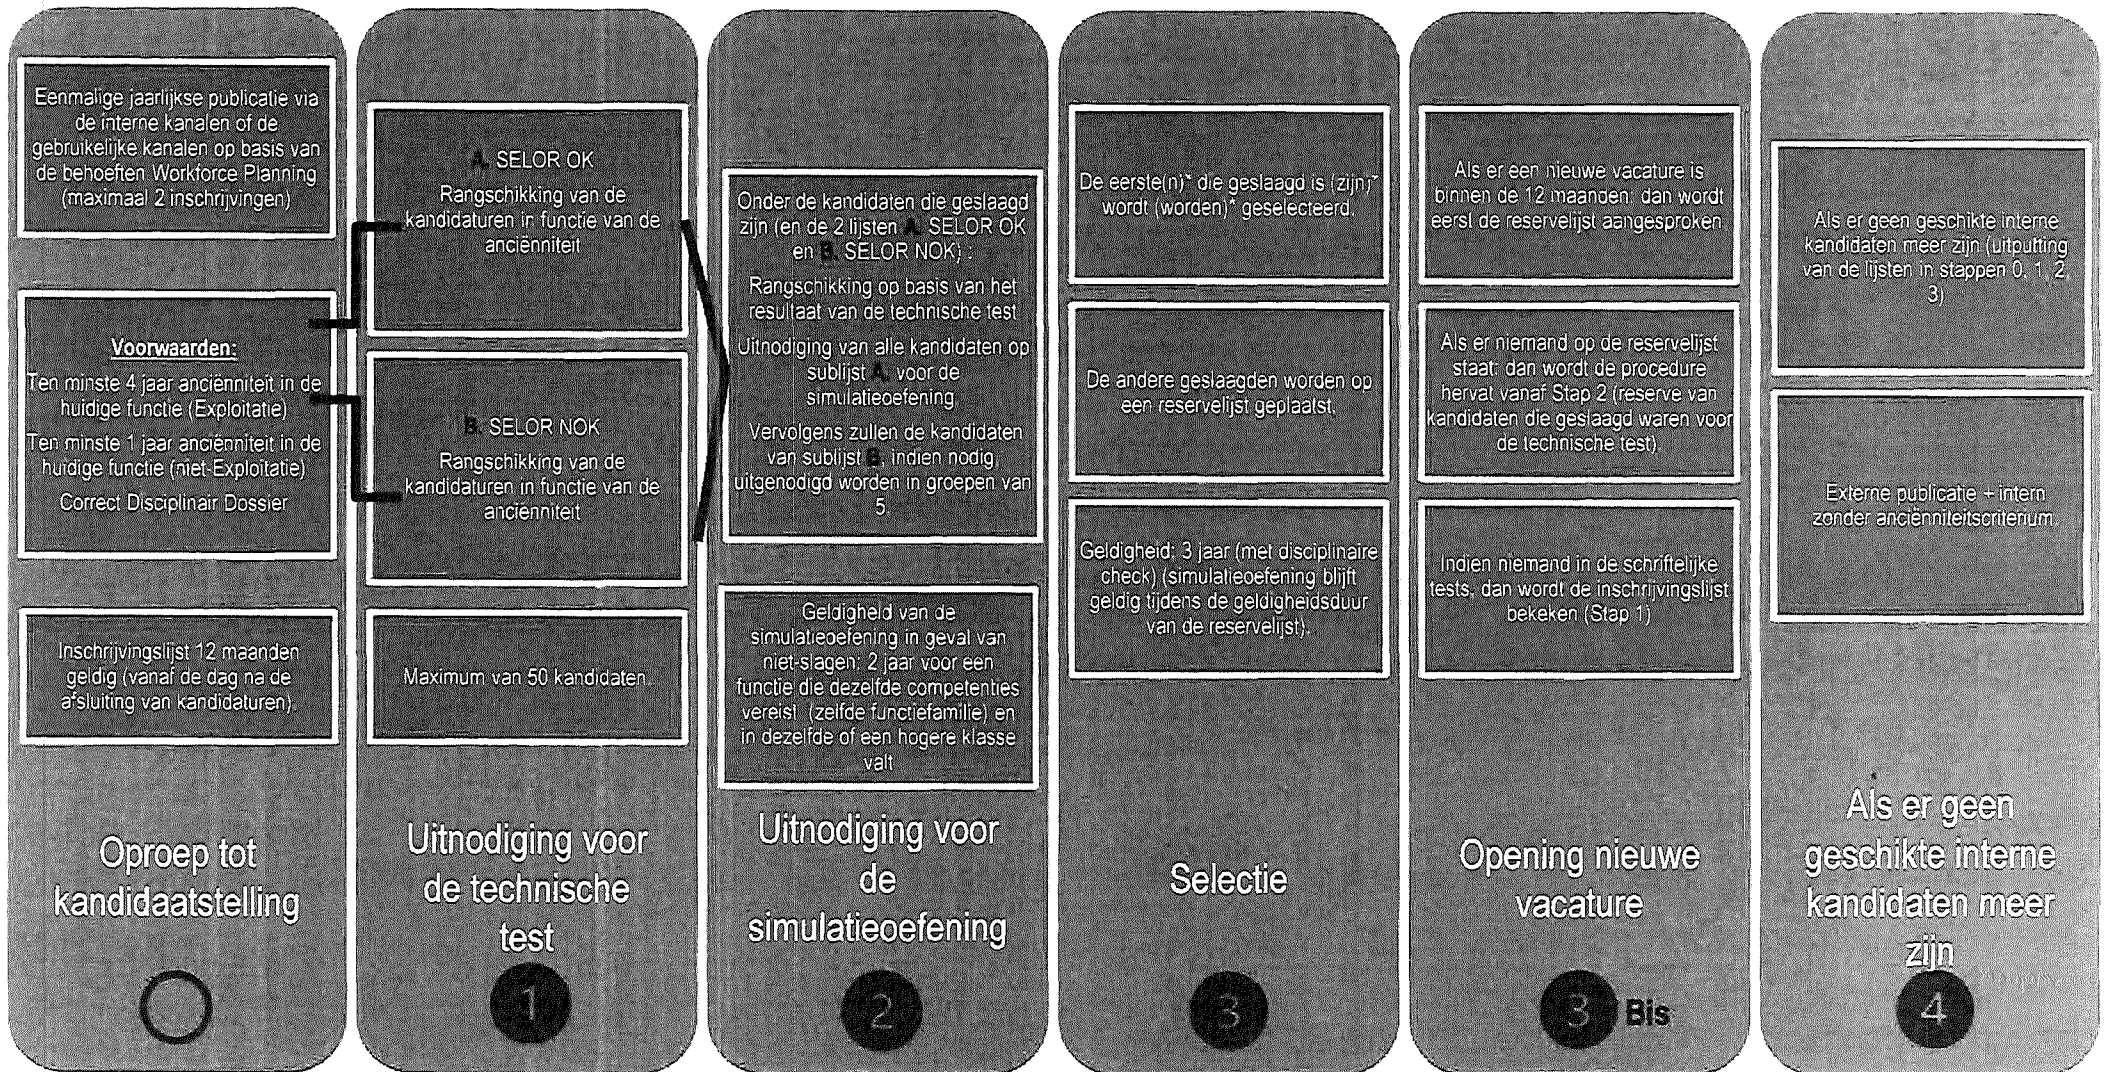 Eenmalige jaarlijkse publicatie via
de interne kanalen of de
gebruikelijke kanalen op basis van
de behoeften Workforce Planning
(maximaal 2 inschrijvingen)
Voorwaarden:
Ten minste 4 jaar anciënniteit in de
huidige functie (Exploitatie)
Ten minste 1 jaar anciënniteit in de
huidige functie (niet-Exploitatie)
Correct Disciplinair Dossier
Inschrijvingslijst 12 maanden
geldig (vanaf de dag na de
afsluiting van kandidaturen).
Oproep tot
kandidaatstelling
0
A. SELOR OK
Rangschikking van de
kandidaturen in functie van de
anciënniteit
B. SELOR NOK
Rangschikking van de
kandidaturen in functie van de
anciënniteit
Maximum van 50 kandidaten.
Uitnodiging voor
de technische
test
1
Onder de kandidaten die geslaagd
zijn (en de 2 lijsten A. SELOR OK
en B. SELOR NOK) :
Rangschikking op basis van het
resultaat van de technische test
Uitnodiging van alle kandidaten op
sublijst A. voor de
simulatieoefening
Vervolgens zullen de kandidaten
van sublijst B, indien nodig
uitgenodigd worden in groepen van
5.
Geldigheid van de
simulatieoefening in geval van
niet-slagen: 2 jaar voor een
functie die dezelfde competenties
vereist (zelfde functiefamilie) en
in dezelfde of een hogere klasse
valt
Uitnodiging voor
de
simulatieoefening
2
De eerste(n)* die geslaagd is (zijn)*
wordt (worden)* geselecteerd.
De andere geslaagden worden op
een reservelijst geplaatst.
Geldigheid: 3 jaar (met disciplinaire
check) (simulatieoefening blijft
geldig tijdens de geldigheidsduur
van de reservelijst).
Selectie
3
Als er een nieuwe vacature is
binnen de 12 maanden: dan wordt
eerst de reservelijst aangesproken
Als er niemand op de reservelijst
staat: dan wordt de procedure
hervat vanaf Stap 2 (reserve van
kandidaten die geslaagd waren voor
de technische test).
Indien niemand in de schriftelijke
tests, dan wordt de inschrijvingslijst
bekeken (Stap 1)
Opening nieuwe
vacature
3 Bis
Als er geen geschikte interne
kandidaten meer zijn (uitputting
van de lijsten in stappen 0, 1, 2,
3)
Externe publicatie + intern
zonder anciënniteitscriterium.
Als er geen
geschikte interne
kandidaten meer
zijn
4